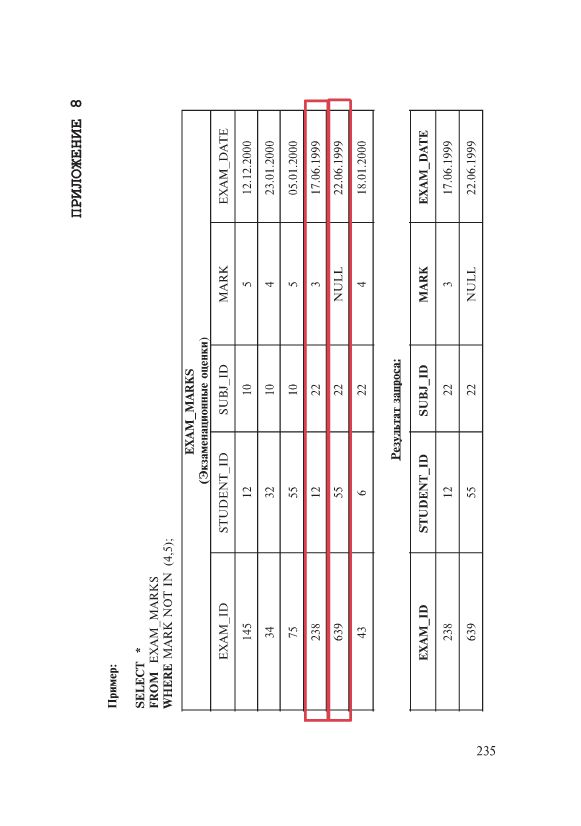 ПРИЛОЖЕНИЕ 8
Пример:
SELECT *
FROM EXAM_MARKS
WHERE MARK NOT IN (4,5);
EXAM_MARKS
(Экзаменационные оценки)
EXAM_ID STUDENT_ID SUBJ_ID MARK EXAM_DATE
145 12 10 5 12.12.2000
34 32 10 4 23.01.2000
75 55 10 5 05.01.2000
238 12 22 3 17.06.1999
639 55 22 NULL 22.06.1999
43 6 22 4 18.01.2000
Результат запроса:
EXAM_ID STUDENT_ID SUBJ_ID MARK EXAM_DATE
238 12 22 3 17.06.1999
639 55 22 NULL 22.06.1999
235